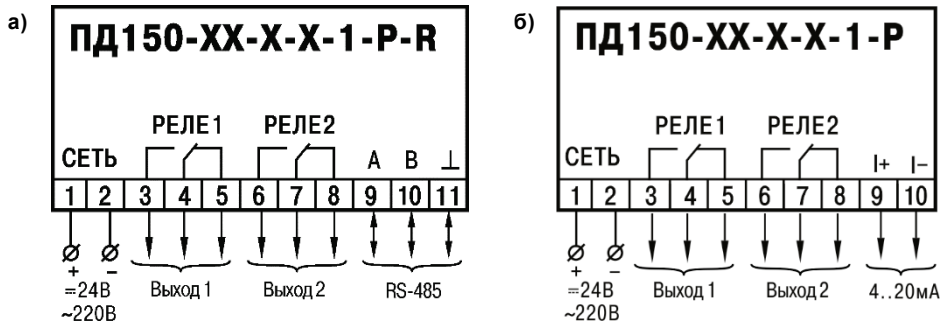 а)
ПД150-ХХ-Х-Х-1-Р-R
РЕЛЕ1 РЕЛЕ2
СЕТЬ A B ⊥
1 2 3 4 5 6 7 8 9 10 11
+ −
=24В Выход 1 Выход 2 RS-485
~220В
б)
ПД150-ХХ-Х-Х-1-Р
РЕЛЕ1 РЕЛЕ2
СЕТЬ I+ I−
1 2 3 4 5 6 7 8 9 10
+ −
=24В Выход 1 Выход 2 4..20мА
~220В